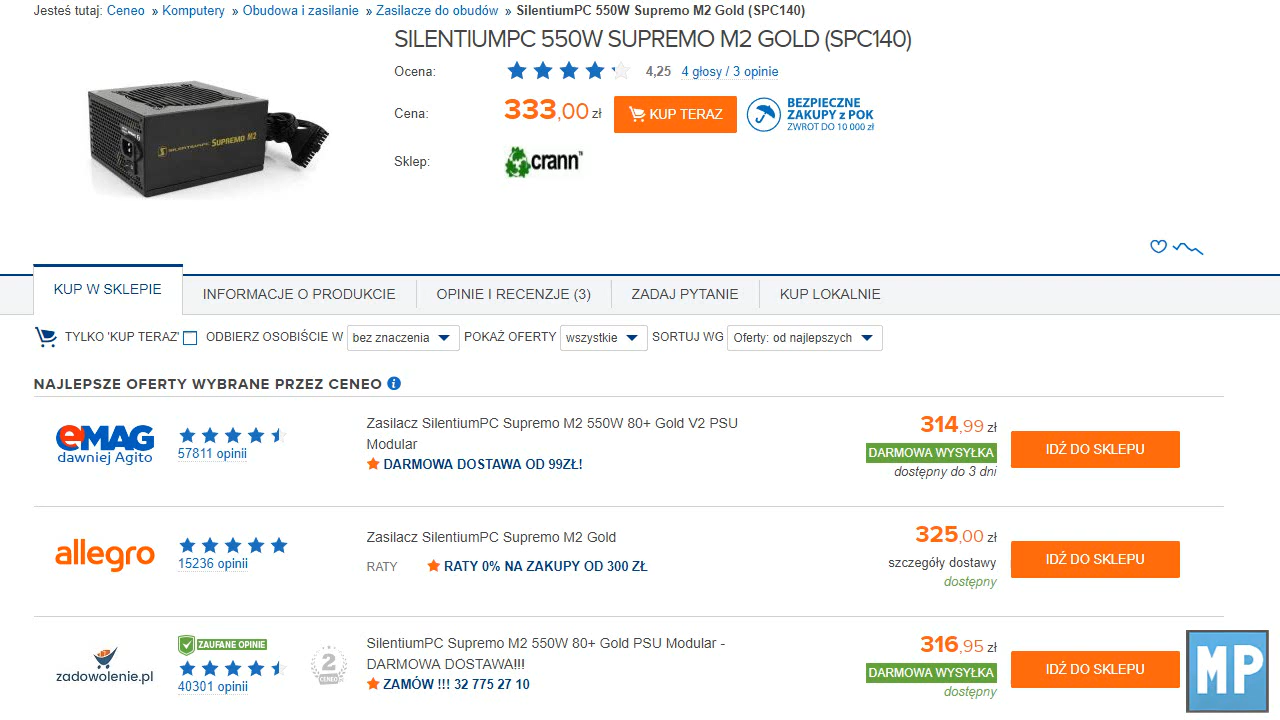 Jesteś tutaj: Ceneo » Komputery » Obudowa i zasilanie » Zasilacze do obudów » SilentiumPC 550W Supremo M2 Gold (SPC140)
SILENTIUMPC 550W SUPREMO M2 GOLD (SPC140)
Ocena: 4,25 4 głosy / 3 opinie
Cena: 333,00 zł KUP TERAZ
BEZPIECZNE
ZAKUPY z POK
ZWROT DO 10 000 zł
SILENTIUMPC SUPREMO M2
Sklep: crann™
KUP W SKLEPIE INFORMACJE O PRODUKCIE OPINIE I RECENZJE (3) ZADAJ PYTANIE KUP LOKALNIE
TYLKO 'KUP TERAZ' ODBIERZ OSOBIŚCIE W bez znaczenia POKAŻ OFERTY wszystkie SORTUJ WG Oferty: od najlepszych
NAJLEPSZE OFERTY WYBRANE PRZEZ CENEO i
eMAG
dawniej Agito
57811 opinii
Zasilacz SilentiumPC Supremo M2 550W 80+ Gold V2 PSU
Modular
DARMOWA DOSTAWA OD 99ZŁ!
314,99 zł
DARMOWA WYSYŁKA
dostępny do 3 dni
IDŹ DO SKLEPU
allegro
15236 opinii
Zasilacz SilentiumPC Supremo M2 Gold
RATY RATY 0% NA ZAKUPY OD 300 ZŁ
325,00 zł
szczegóły dostawy
dostępny
IDŹ DO SKLEPU
zadowolenie.pl
ZAUFANE OPINIE
40301 opinii
2
CENEO
SilentiumPC Supremo M2 550W 80+ Gold PSU Modular -
DARMOWA DOSTAWA!!!
ZAMÓW !!! 32 775 27 10
316,95 zł
DARMOWA WYSYŁKA
dostępny
IDŹ DO SKLEPU
MP